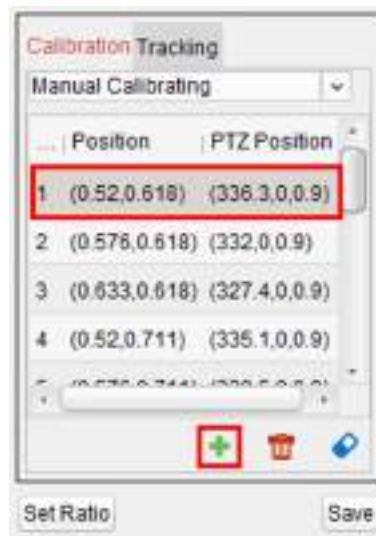 Calibration Tracking
Manual Calibrating
... Position PTZ Position
1 (0.52,0.618) (336.3,0,0.9)
2 (0.576,0.618) (332,0,0.9)
3 (0.633,0.618) (327.4,0,0.9)
4 (0.52,0.711) (335.1,0,0.9)
Set Ratio Save